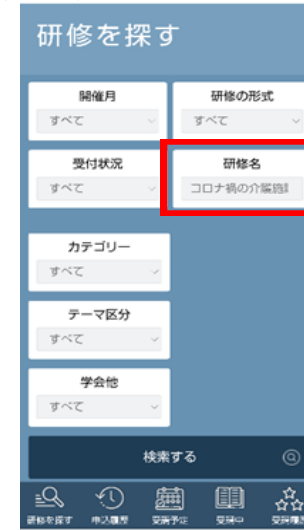 研修を探す
開催月 研修の形式
すべて すべて
受付状況 研修名
すべて コロナ禍の介護施
カテゴリー
すべて
テーマ区分
すべて
学会他
すべて
検索する
研修を探す 申込履歴 受講予定 受講中 受講履歴